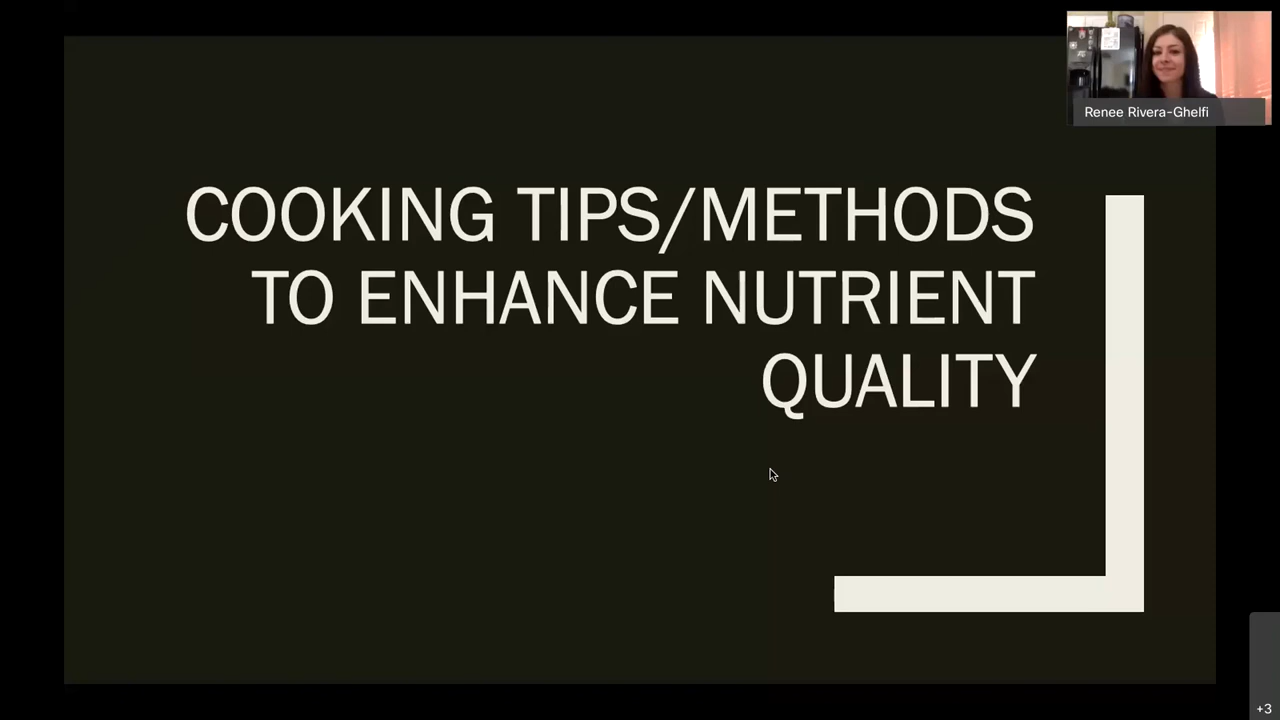 Renee Rivera-Ghelfi
COOKING TIPS/METHODS
TO ENHANCE NUTRIENT
QUALITY
+3